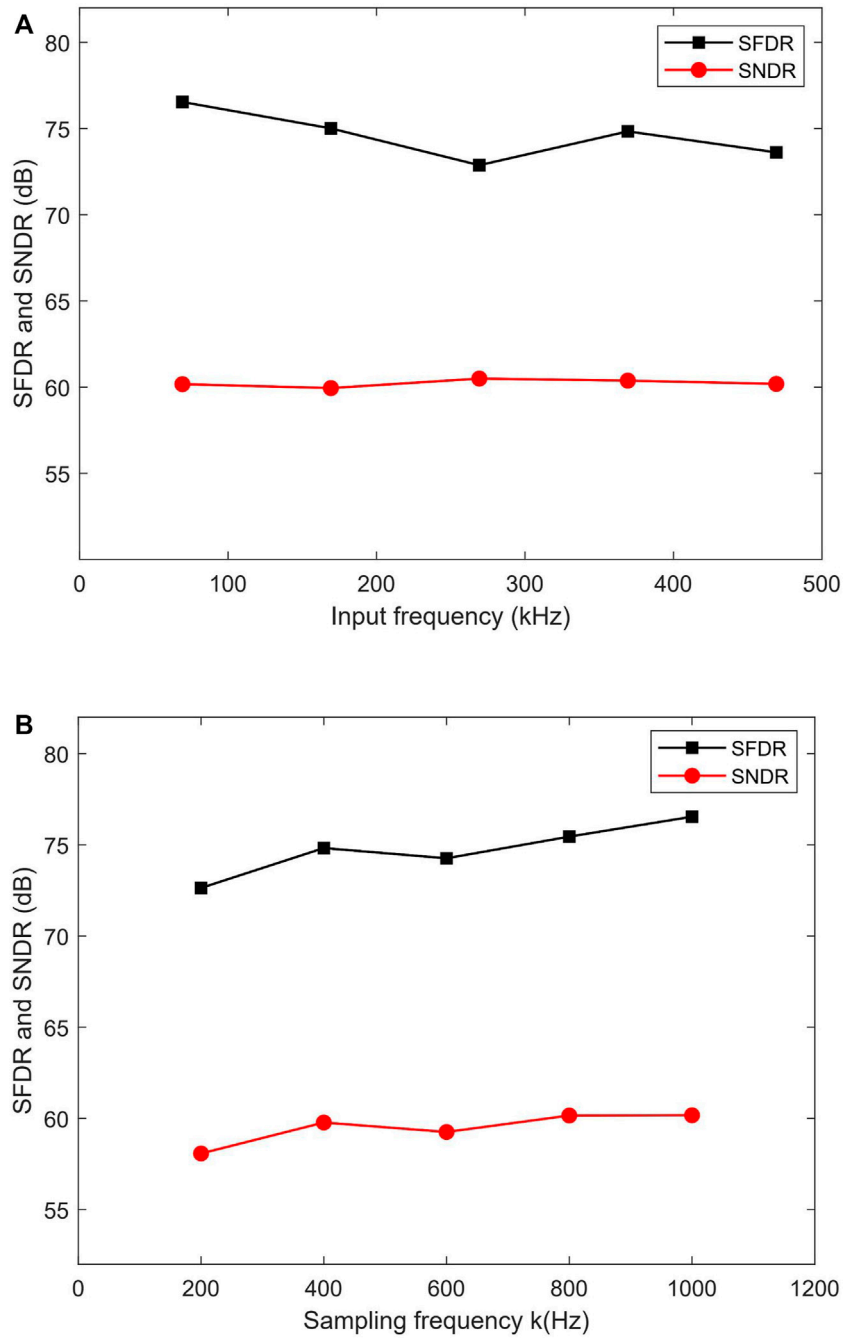 A
SFDR
SNDR
80
75
70
65
60
55
SFDR and SNDR (dB)
0 100 200 300 400 500
Input frequency (kHz)
B
SFDR
SNDR
80
75
70
65
60
55
SFDR and SNDR (dB)
0 200 400 600 800 1000 1200
Sampling frequency k(Hz)